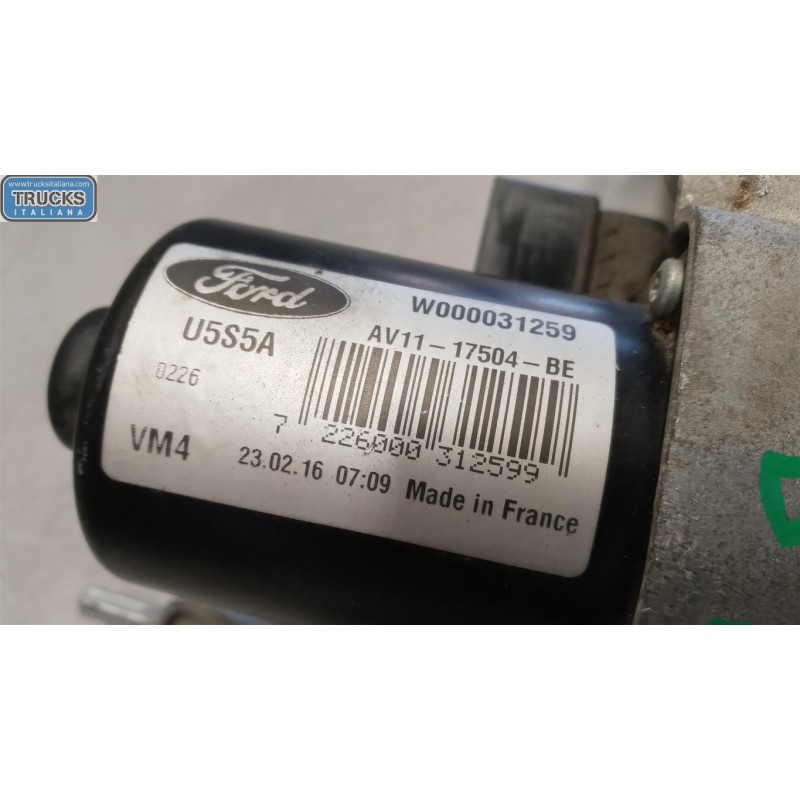 www.trucksitaliana.com
TRUCKS
ITALIANA
Ford
W000031259
U5S5A
AV11-17504-BE
0226
7 226000 312599
VM4
23.02.16 07:09 Made in France